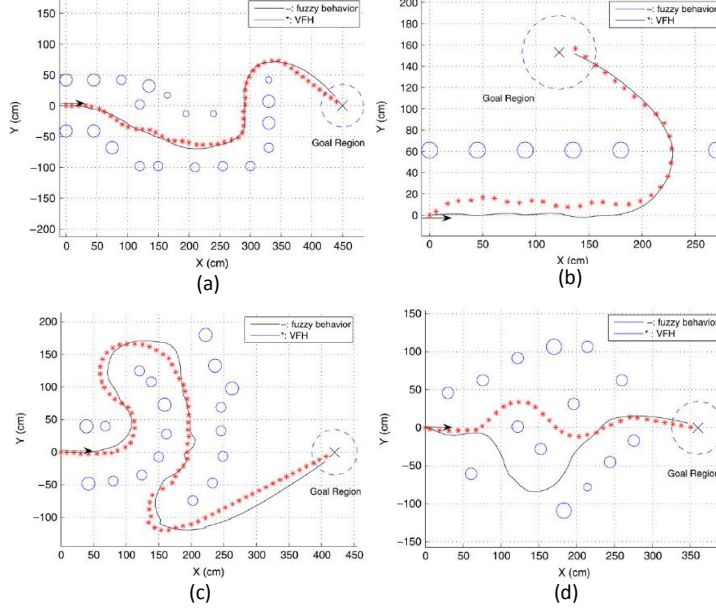 150
100
50
0
-50
-100
-150
-200
Y (cm)
0 50 100 150 200 250 300 350 400 450
X (cm)
–: fuzzy behavior
*: VFH
Goal Region
(a)
200
180
160
140
120
100
80
60
40
20
0
Y (cm)
0 50 100 150 200 250
X (cm)
–: fuzzy behavior
*: VFH
Goal Region
(b)
200
150
100
50
0
-50
-100
Y (cm)
0 50 100 150 200 250 300 350 400 450
X (cm)
–: fuzzy behavior
*: VFH
Goal Region
(c)
150
100
50
0
-50
-100
-150
Y (cm)
0 50 100 150 200 250 300 350
X (cm)
–: fuzzy behavior
*: VFH
Goal Region
(d)